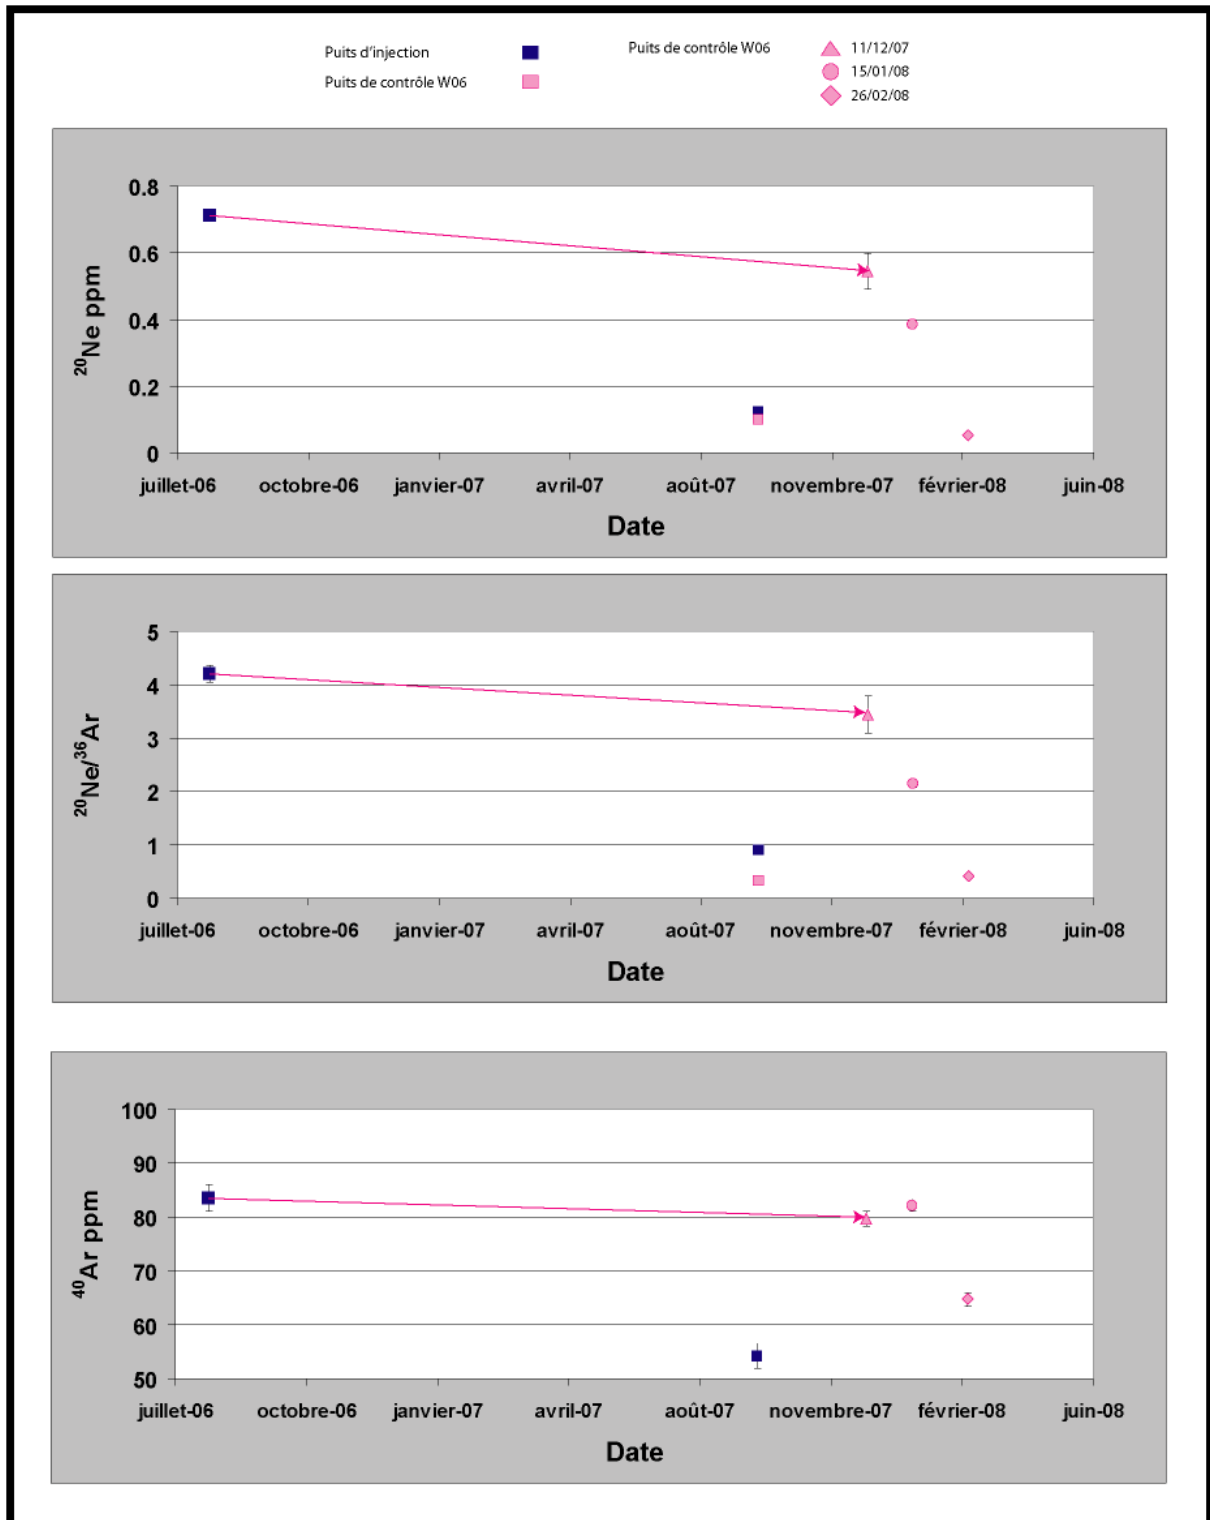 Puits d'injection
Puits de contrôle W06
Puits de contrôle W06
11/12/07
15/01/08
26/02/08
0.8
0.6
0.4
0.2
0
20Ne ppm
juillet-06 octobre-06 janvier-07 avril-07 août-07 novembre-07 février-08 juin-08
Date
5
4
3
2
1
0
20Ne/36Ar
juillet-06 octobre-06 janvier-07 avril-07 août-07 novembre-07 février-08 juin-08
Date
100
90
80
70
60
50
40Ar ppm
juillet-06 octobre-06 janvier-07 avril-07 août-07 novembre-07 février-08 juin-08
Date